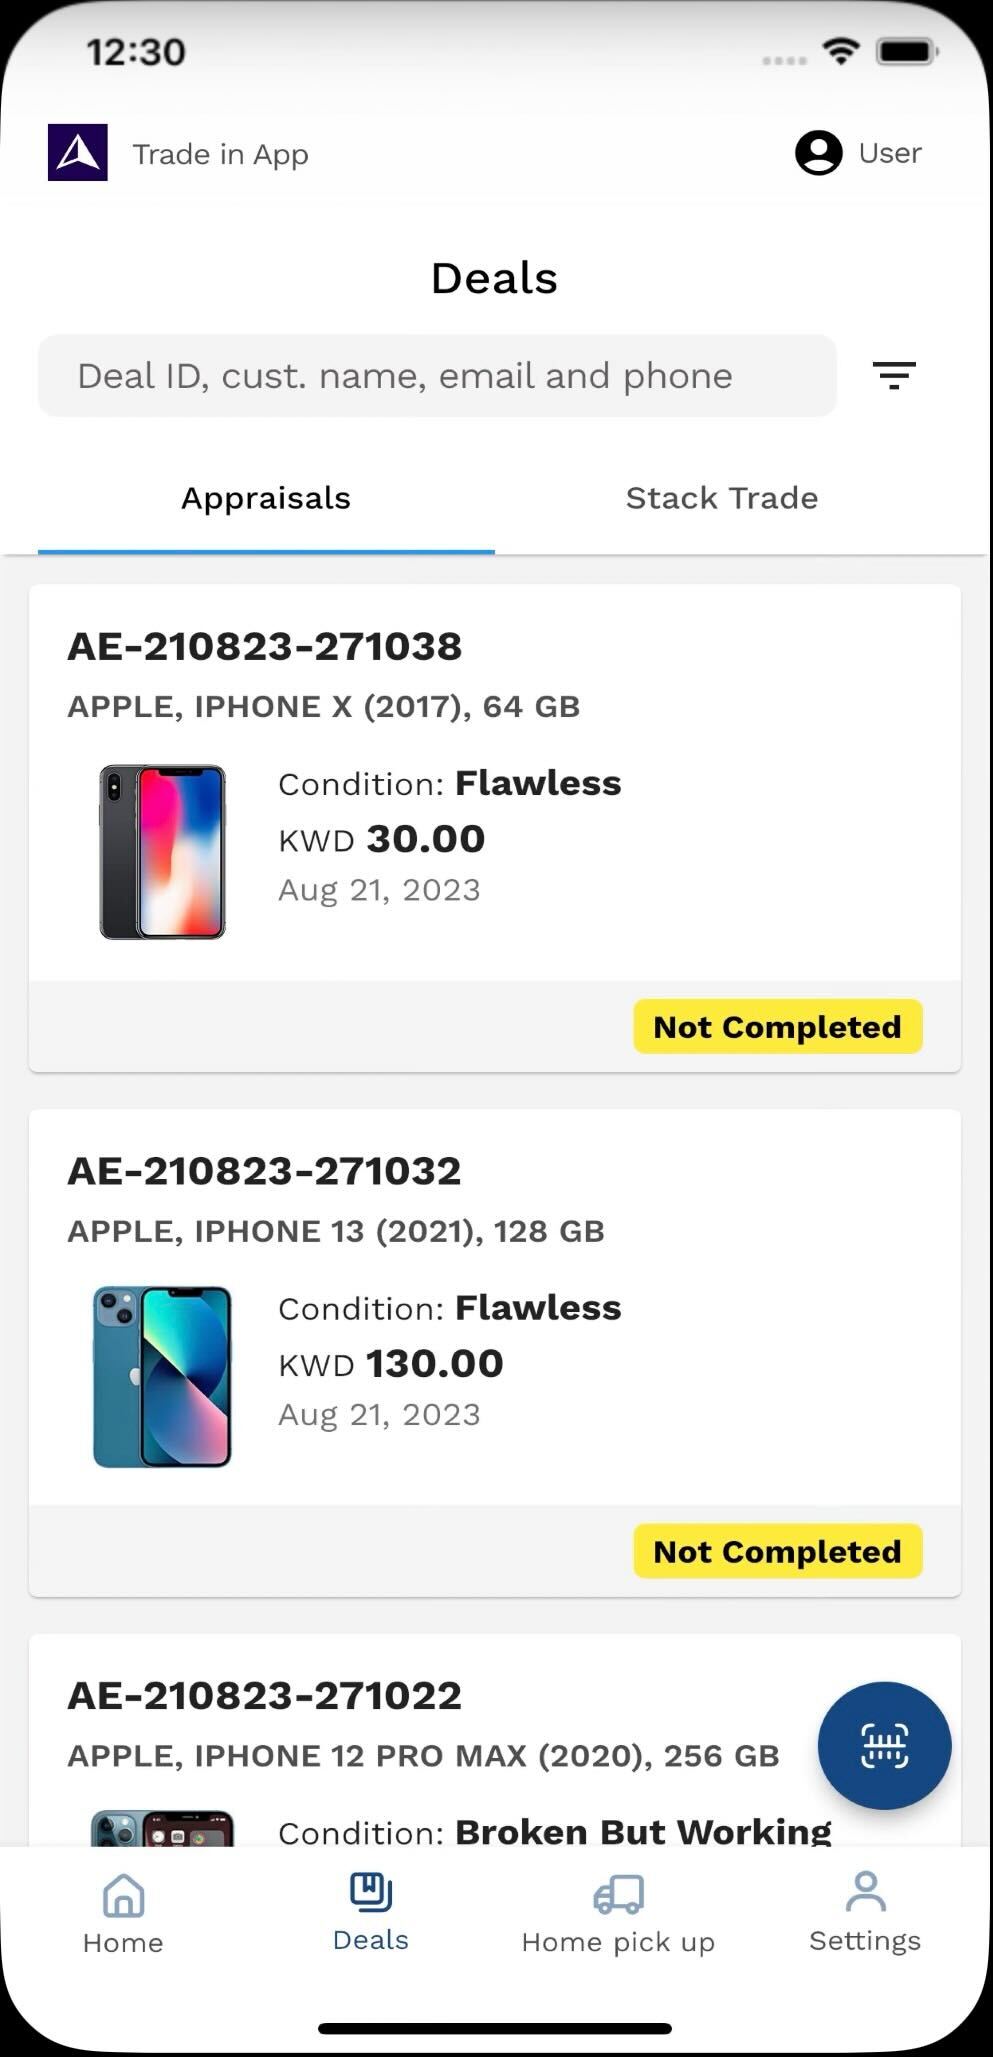 12:30
Trade in App
User
Deals
Deal ID, cust. name, email and phone
Appraisals
Stack Trade
AE-210823-271038
APPLE, IPHONE X (2017), 64 GB
Condition: Flawless
KWD 30.00
Aug 21, 2023
Not Completed
AE-210823-271032
APPLE, IPHONE 13 (2021), 128 GB
Condition: Flawless
KWD 130.00
Aug 21, 2023
Not Completed
AE-210823-271022
APPLE, IPHONE 12 PRO MAX (2020), 256 GB
Condition: Broken But Working
Home
Deals
Home pick up
Settings